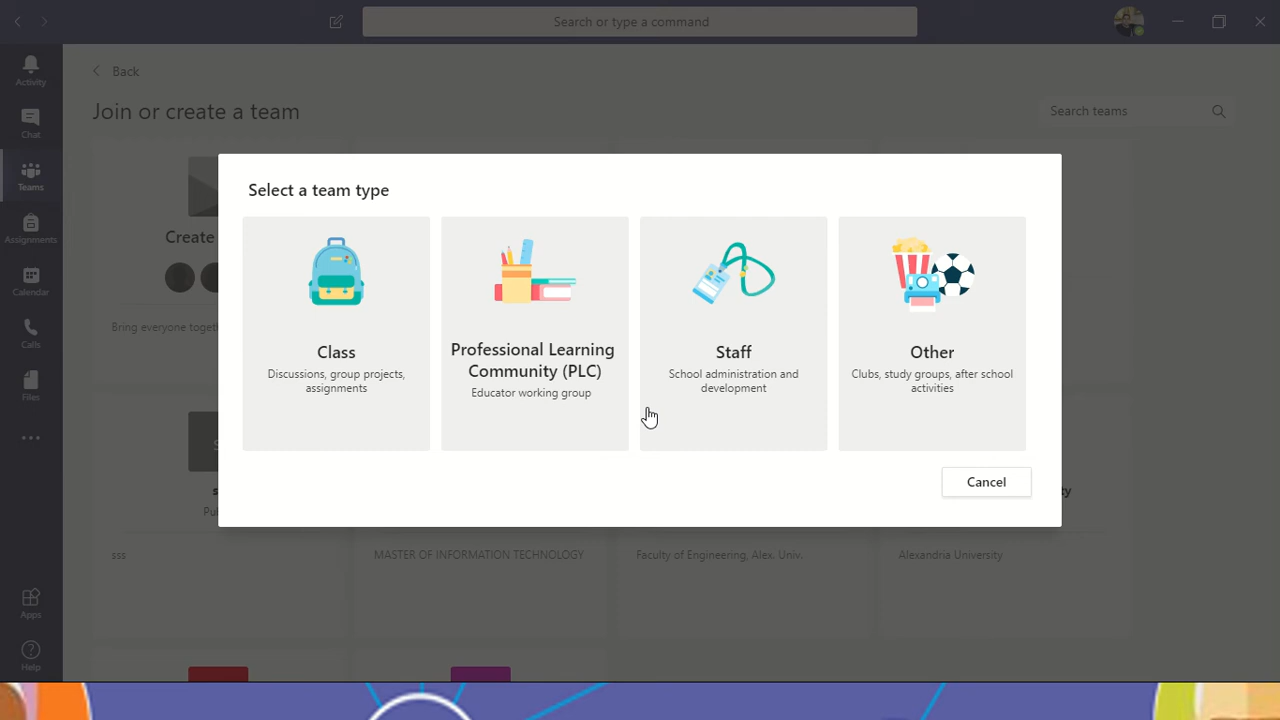 Search or type a command
Activity
Chat
Teams
Assignments
Calendar
Calls
Files
Apps
Help
Back
Join or create a team
Search teams
Create
Bring everyone togeth
Select a team type
Class
Discussions, group projects,
assignments
Professional Learning
Community (PLC)
Educator working group
Staff
School administration and
development
Other
Clubs, study groups, after school
activities
Cancel
S
s
Pu
ty
sss
MASTER OF INFORMATION TECHNOLOGY
Faculty of Engineering, Alex. Univ.
Alexandria University